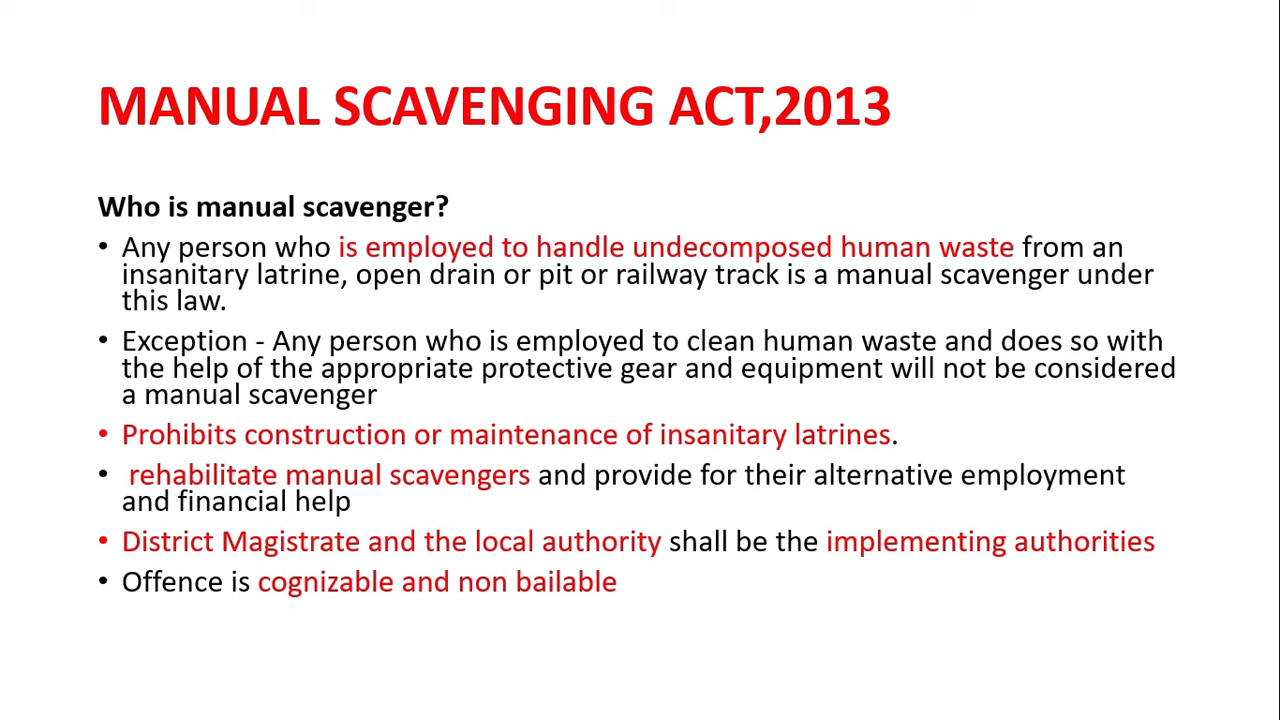 MANUAL SCAVENGING ACT,2013
Who is manual scavenger?
• Any person who is employed to handle undecomposed human waste from an
insanitary latrine, open drain or pit or railway track is a manual scavenger under
this law.
• Exception - Any person who is employed to clean human waste and does so with
the help of the appropriate protective gear and equipment will not be considered
a manual scavenger
• Prohibits construction or maintenance of insanitary latrines.
• rehabilitate manual scavengers and provide for their alternative employment
and financial help
• District Magistrate and the local authority shall be the implementing authorities
• Offence is cognizable and non bailable